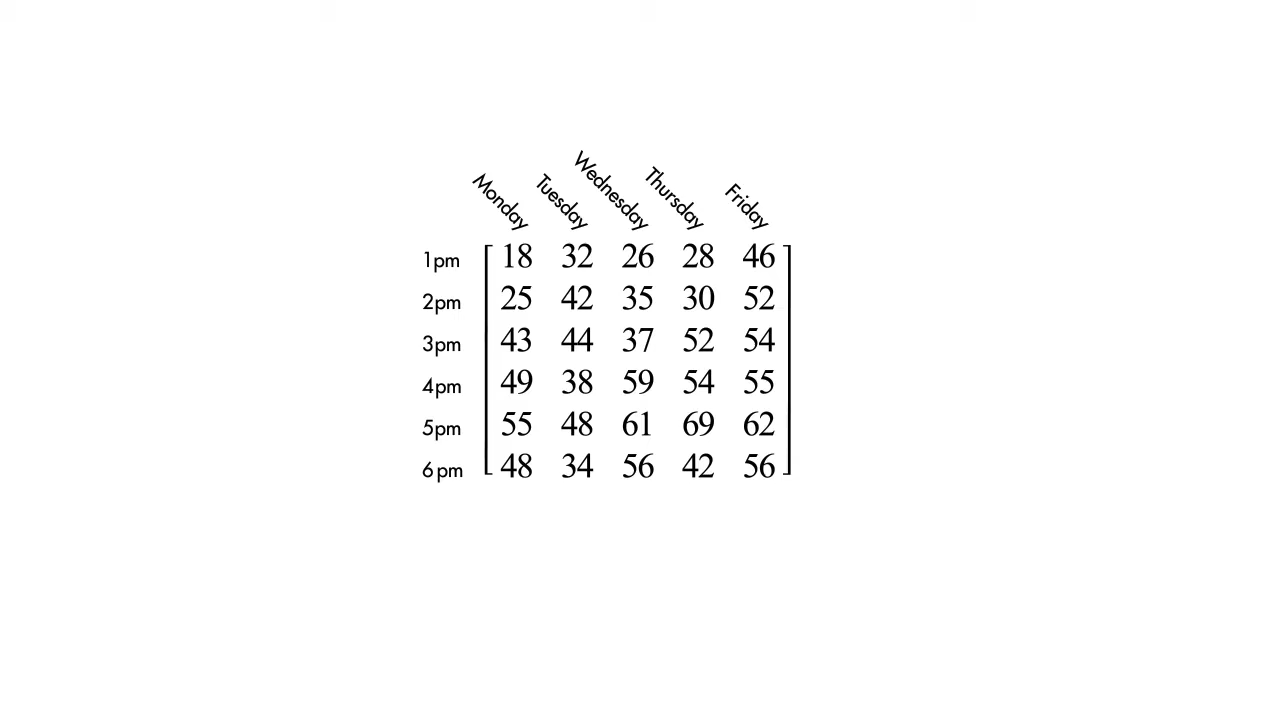 Monday Tuesday Wednesday Thursday Friday
1pm 18 32 26 28 46
2pm 25 42 35 30 52
3pm 43 44 37 52 54
4pm 49 38 59 54 55
5pm 55 48 61 69 62
6pm 48 34 56 42 56